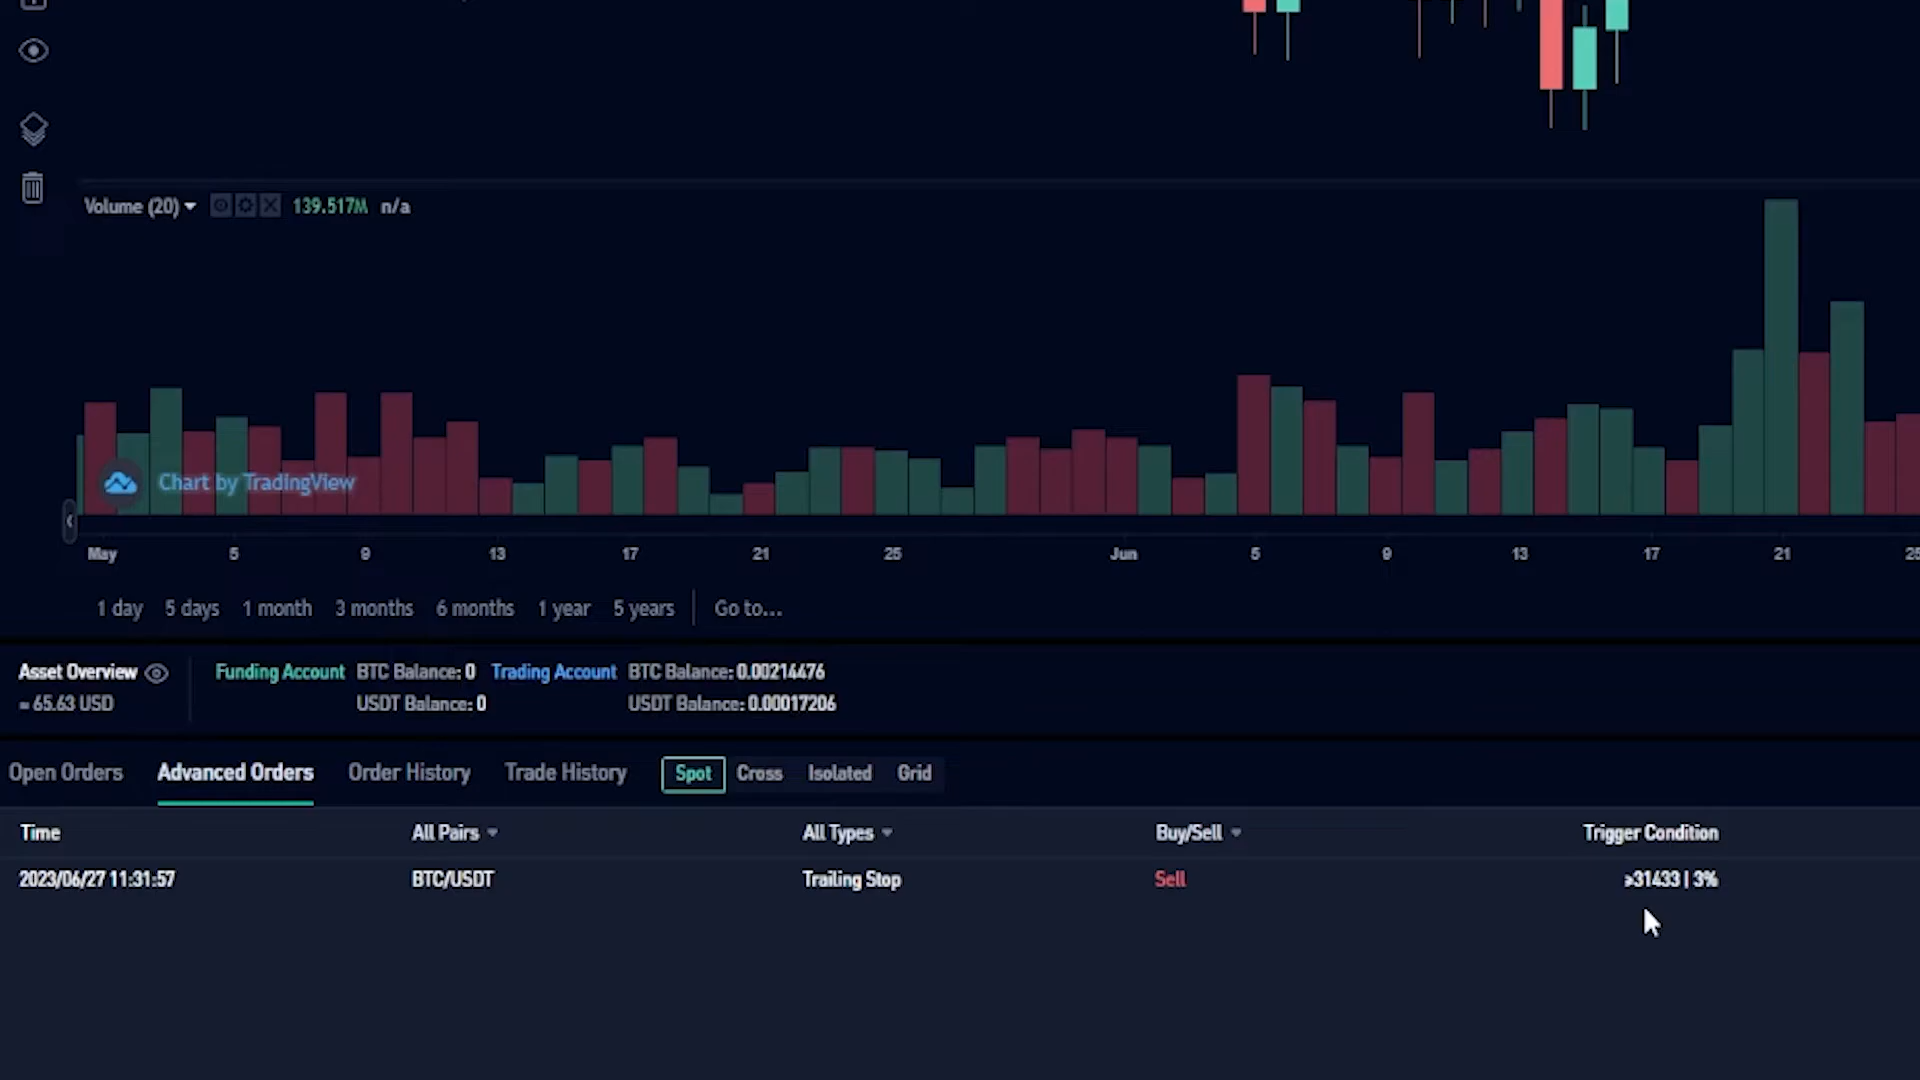 Volume (20) 139.517M n/a
Chart by TradingView
May 5 9 13 17 21 25 Jun 5 9 13 17 21 25
1 day 5 days 1 month 3 months 6 months 1 year 5 years Go to...
Asset Overview Funding Account BTC Balance: 0 Trading Account BTC Balance: 0.00214476
≈ 65.63 USD USDT Balance: 0 USDT Balance: 0.00017206
Open Orders Advanced Orders Order History Trade History Spot Cross Isolated Grid
Time All Pairs All Types Buy/Sell Trigger Condition
2023/06/27 11:31:57 BTC/USDT Trailing Stop Sell ≥31433 | 3%